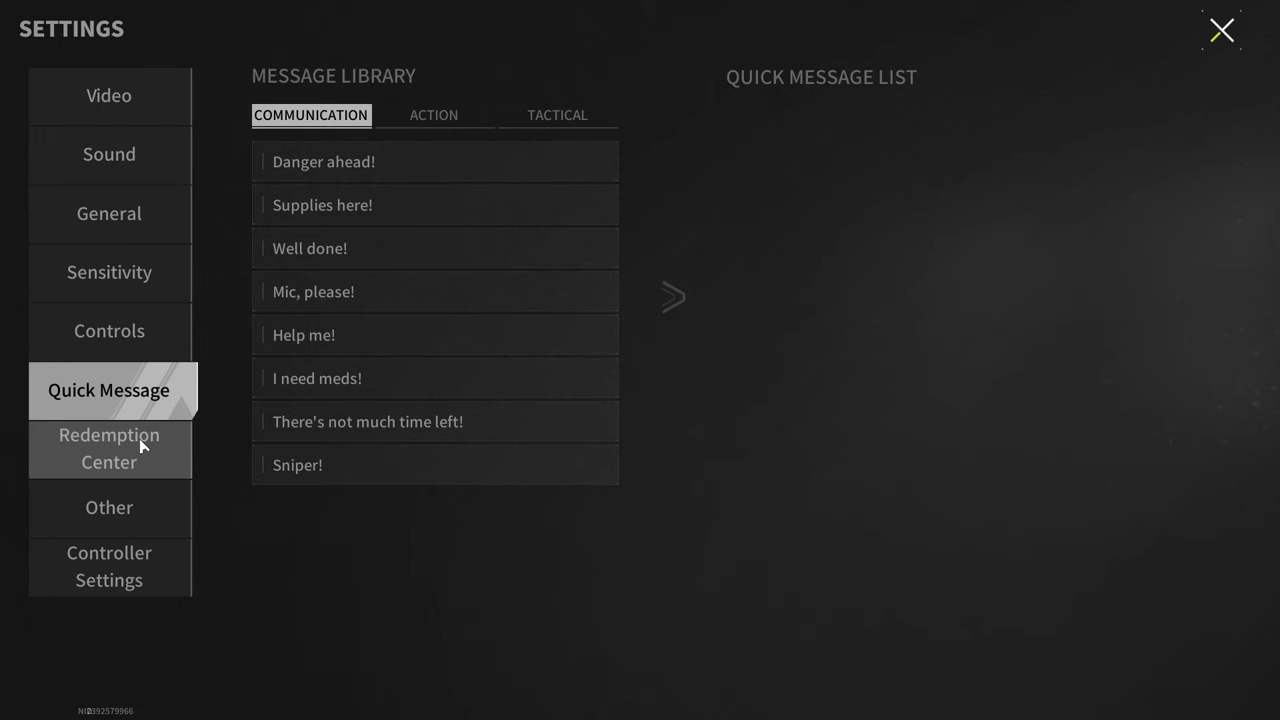 SETTINGS
Video
Sound
General
Sensitivity
Controls
Quick Message
Redemption
Center
Other
Controller
Settings
MESSAGE LIBRARY
COMMUNICATION ACTION TACTICAL
Danger ahead!
Supplies here!
Well done!
Mic, please!
Help me!
I need meds!
There's not much time left!
Sniper!
QUICK MESSAGE LIST